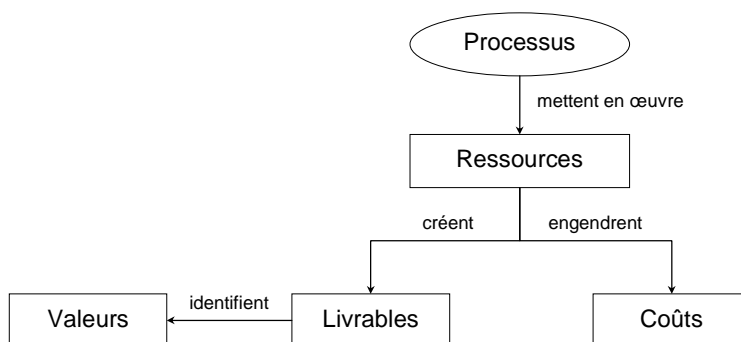 Processus
mettent en œuvre
Ressources
créent
engendrent
identifient
Valeurs
Livrables
Coûts